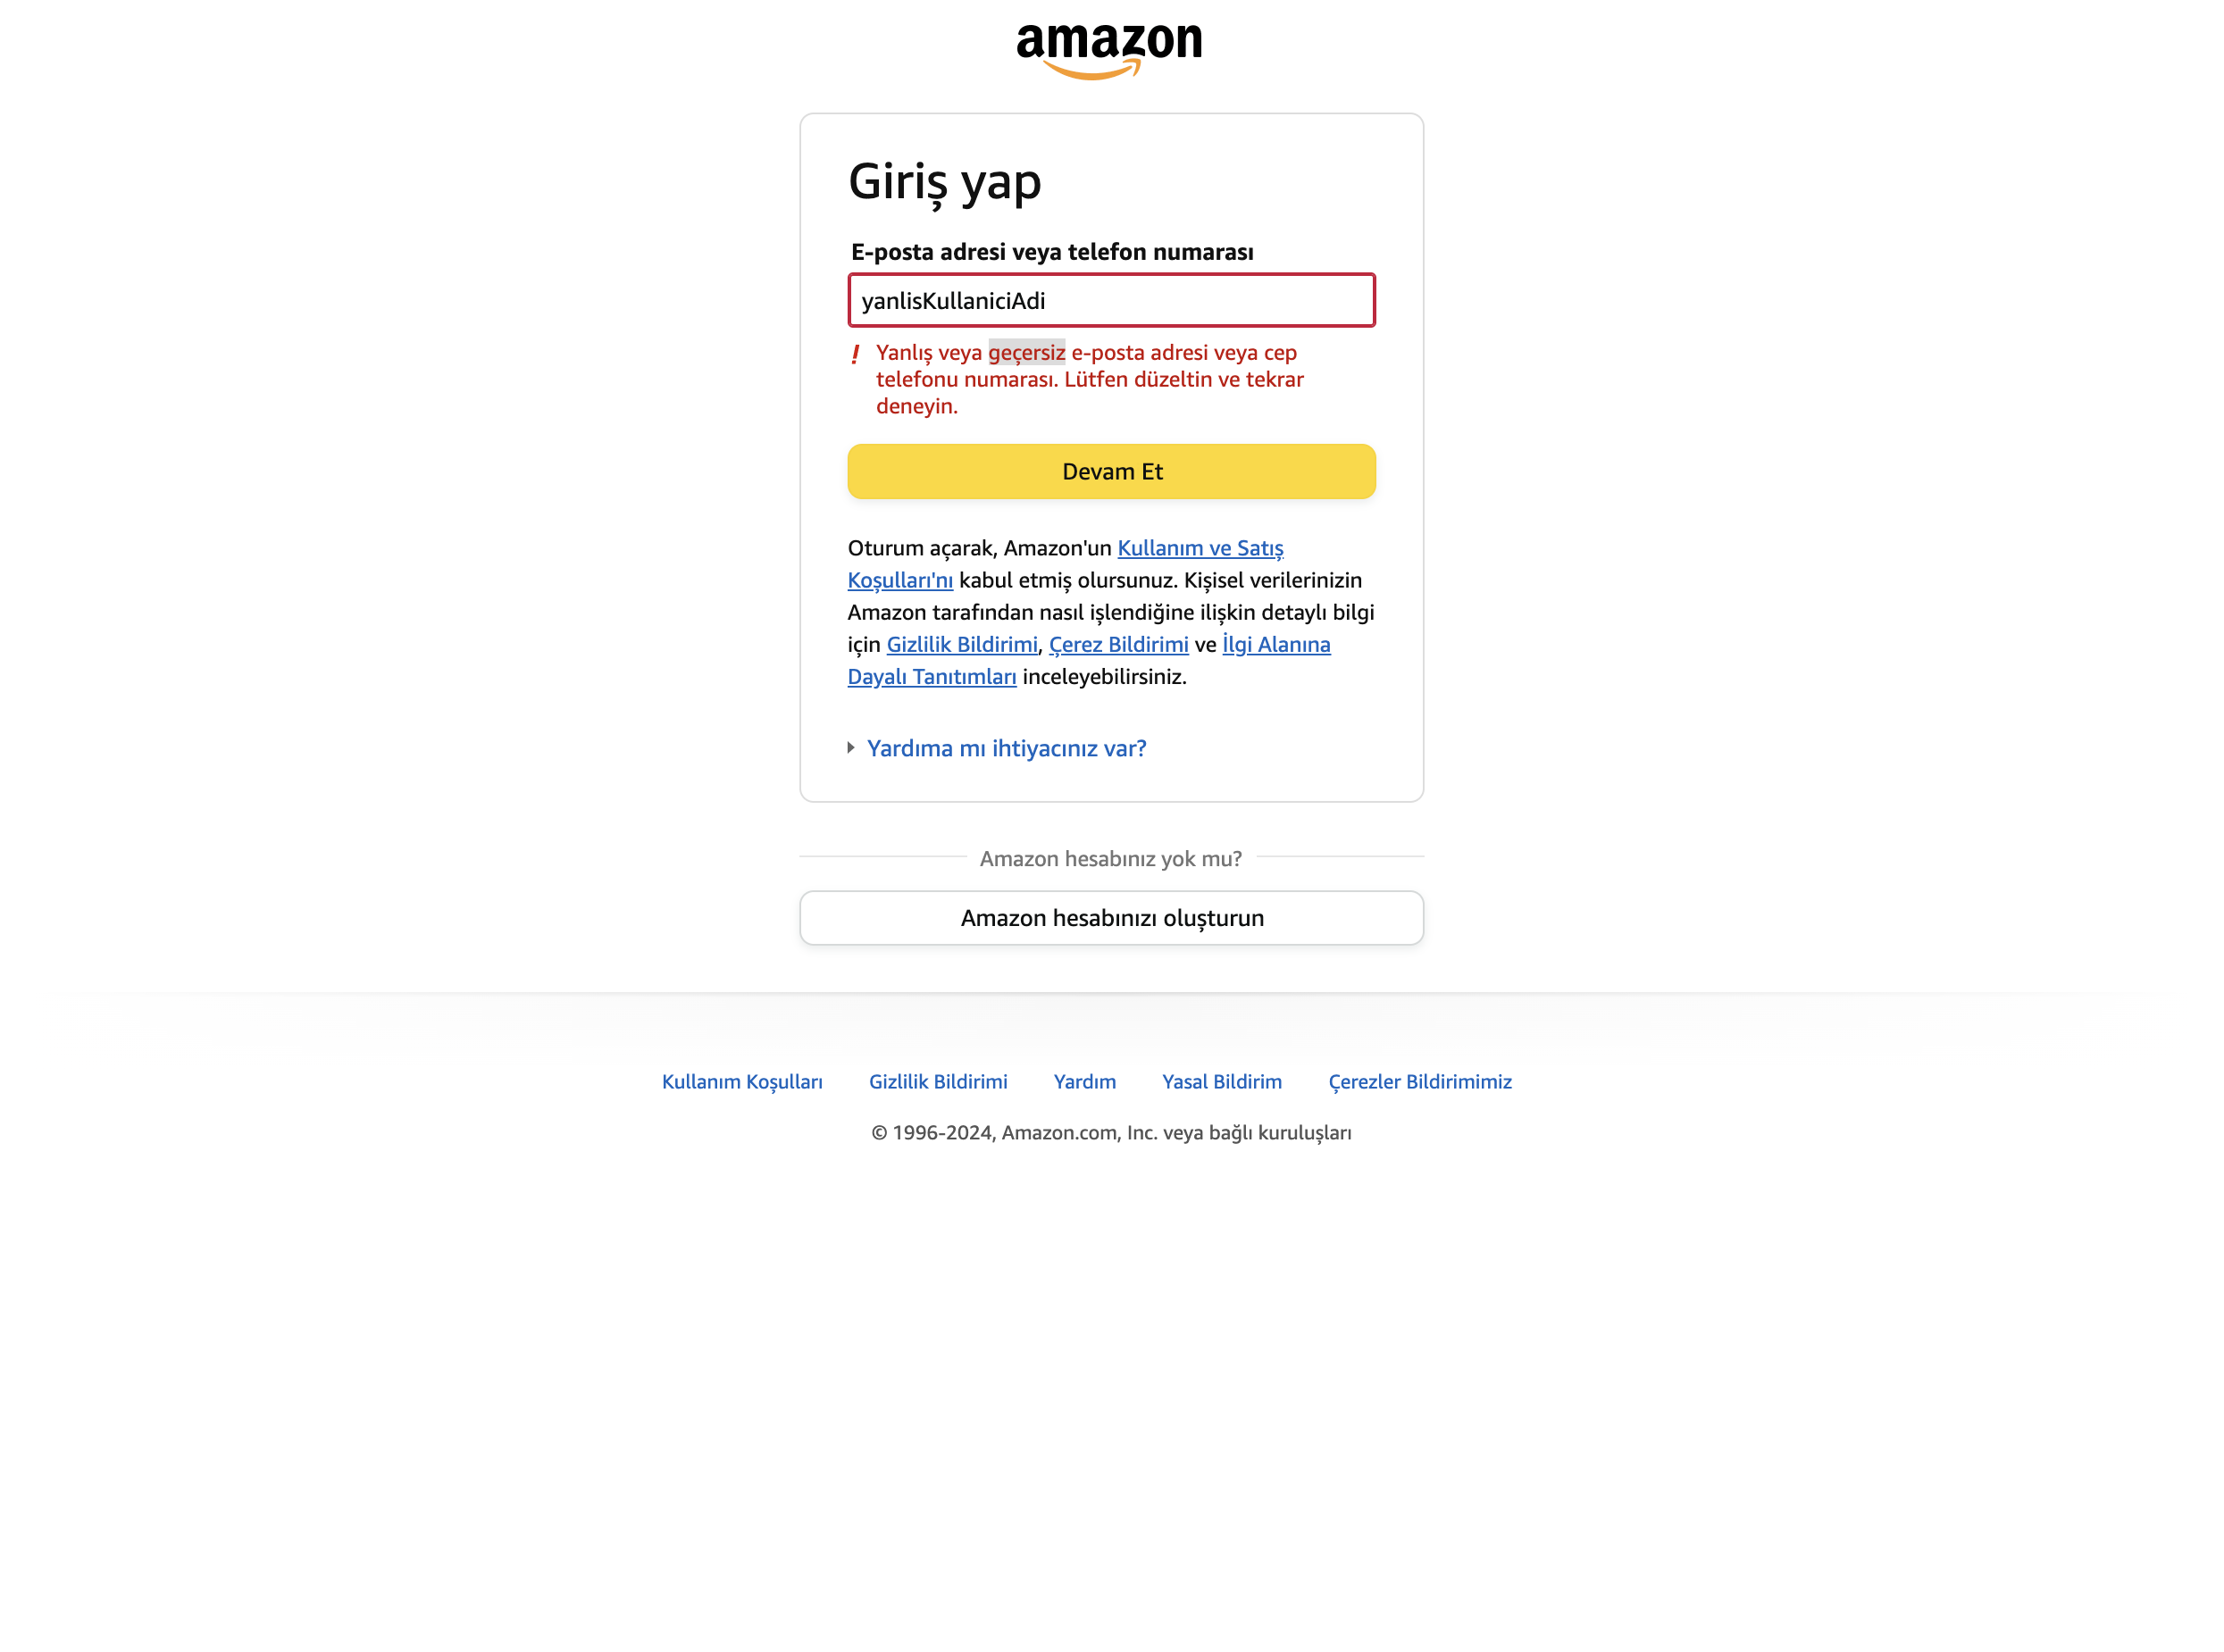 amazon
Giriş yap
E-posta adresi veya telefon numarası
yanlisKullaniciAdi
! Yanlış veya geçersiz e-posta adresi veya cep
telefonu numarası. Lütfen düzeltin ve tekrar
deneyin.
Devam Et
Oturum açarak, Amazon'un Kullanım ve Satış
Koşulları'nı kabul etmiş olursunuz. Kişisel verilerinizin
Amazon tarafından nasıl işlendiğine ilişkin detaylı bilgi
için Gizlilik Bildirimi, Çerez Bildirimi ve İlgi Alanına
Dayalı Tanıtımları inceleyebilirsiniz.
Yardıma mı ihtiyacınız var?
Amazon hesabınız yok mu?
Amazon hesabınızı oluşturun
Kullanım Koşulları Gizlilik Bildirimi Yardım Yasal Bildirim Çerezler Bildirimimiz
© 1996-2024, Amazon.com, Inc. veya bağlı kuruluşları